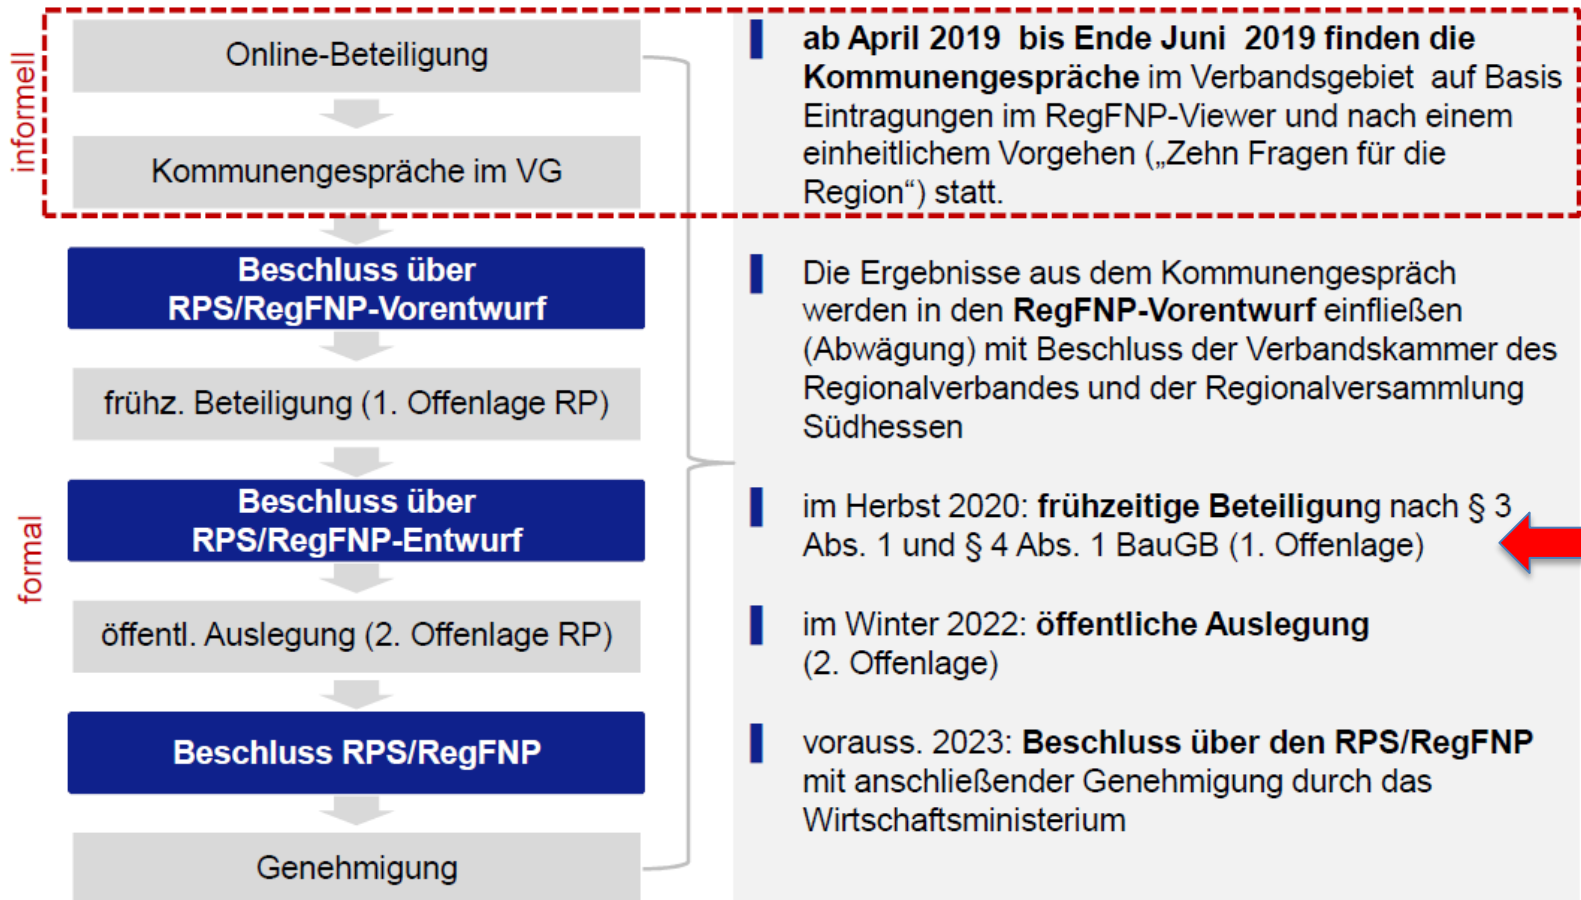 informell
Online-Beteiligung
Kommunengespräche im VG
formal
Beschluss über
RPS/RegFNP-Vorentwurf
frühz. Beteiligung (1. Offenlage RP)
Beschluss über
RPS/RegFNP-Entwurf
öffentl. Auslegung (2. Offenlage RP)
Beschluss RPS/RegFNP
Genehmigung
ab April 2019 bis Ende Juni 2019 finden die
Kommunengespräche im Verbandsgebiet auf Basis
Eintragungen im RegFNP-Viewer und nach einem
einheitlichem Vorgehen („Zehn Fragen für die
Region“) statt.
Die Ergebnisse aus dem Kommunengespräch
werden in den RegFNP-Vorentwurf einfließen
(Abwägung) mit Beschluss der Verbandskammer des
Regionalverbandes und der Regionalversammlung
Südhessen
im Herbst 2020: frühzeitige Beteiligung nach § 3
Abs. 1 und § 4 Abs. 1 BauGB (1. Offenlage)
im Winter 2022: öffentliche Auslegung
(2. Offenlage)
vorauss. 2023: Beschluss über den RPS/RegFNP
mit anschließender Genehmigung durch das
Wirtschaftsministerium